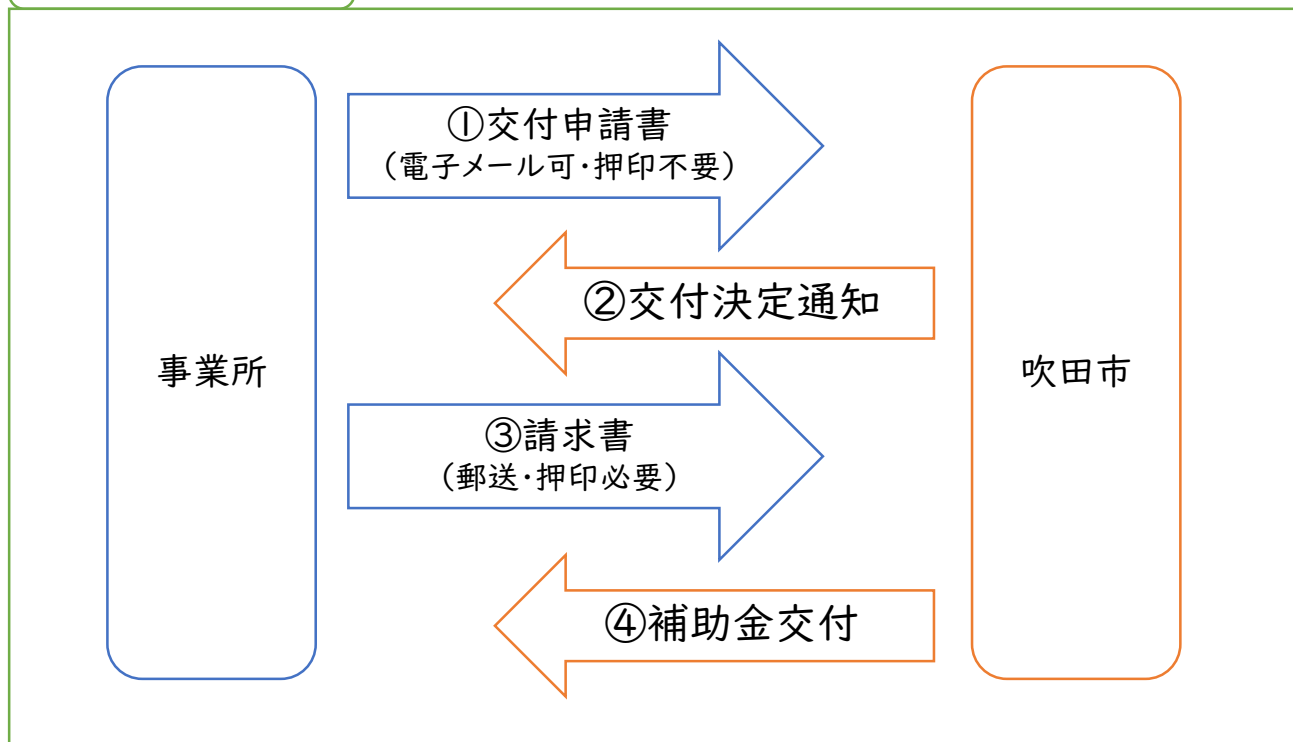 ①交付申請書
(電子メール可・押印不要)
②交付決定通知
事業所
吹田市
③請求書
(郵送・押印必要)
④補助金交付